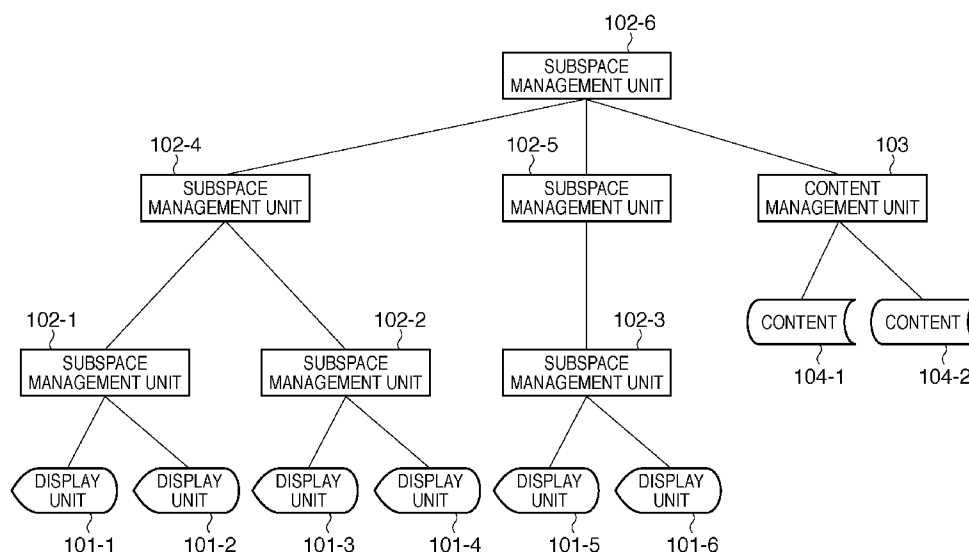 102-6
SUBSPACE
MANAGEMENT UNIT
102-4
SUBSPACE
MANAGEMENT UNIT
102-5
SUBSPACE
MANAGEMENT UNIT
103
CONTENT
MANAGEMENT UNIT
102-1
SUBSPACE
MANAGEMENT UNIT
102-2
SUBSPACE
MANAGEMENT UNIT
102-3
SUBSPACE
MANAGEMENT UNIT
CONTENT
104-1
CONTENT
104-2
DISPLAY
UNIT
101-1
DISPLAY
UNIT
101-2
DISPLAY
UNIT
101-3
DISPLAY
UNIT
101-4
DISPLAY
UNIT
101-5
DISPLAY
UNIT
101-6